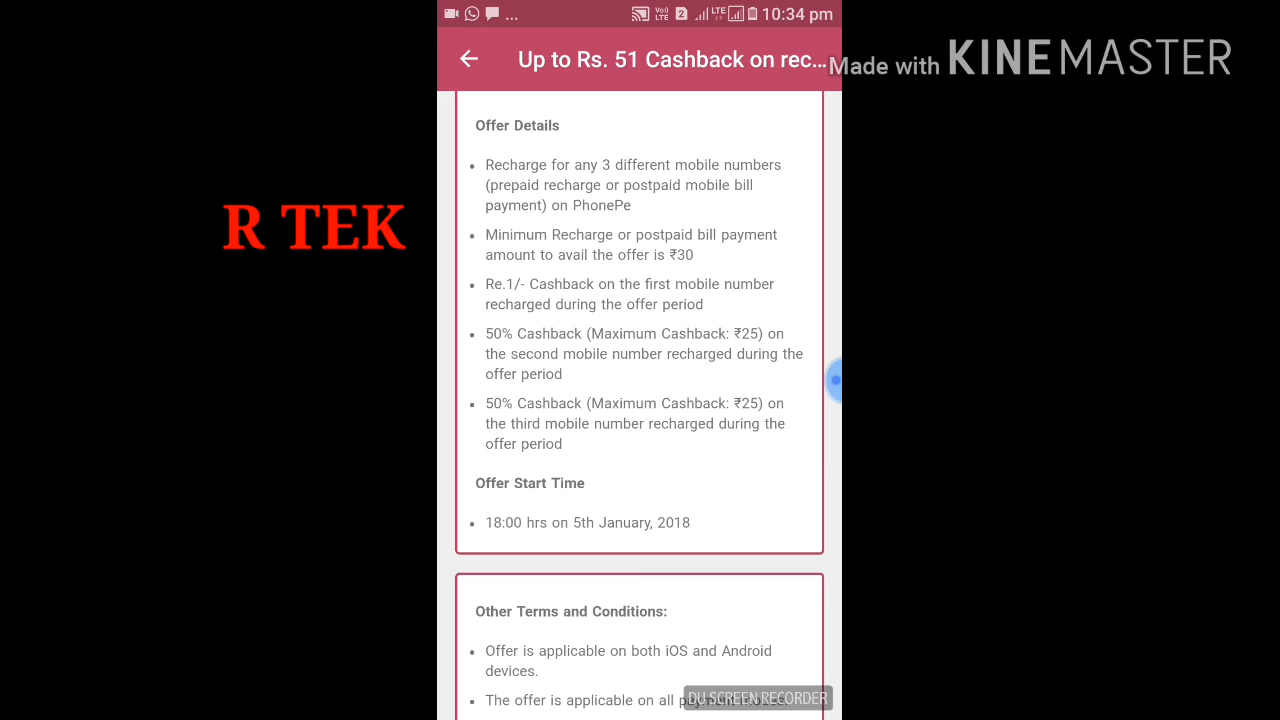 ... LTE 2 LTE 10:34 pm
Up to Rs. 51 Cashback on rec...
Made with KINEMASTER
Offer Details
• Recharge for any 3 different mobile numbers
(prepaid recharge or postpaid mobile bill
payment) on PhonePe
R TEK
• Minimum Recharge or postpaid bill payment
amount to avail the offer is ₹30
• Re.1/- Cashback on the first mobile number
recharged during the offer period
• 50% Cashback (Maximum Cashback: ₹25) on
the second mobile number recharged during the
offer period
• 50% Cashback (Maximum Cashback: ₹25) on
the third mobile number recharged during the
offer period
Offer Start Time
• 18:00 hrs on 5th January, 2018
Other Terms and Conditions:
• Offer is applicable on both iOS and Android
devices.
• The offer is applicable on all
DU SCREEN RECORDER